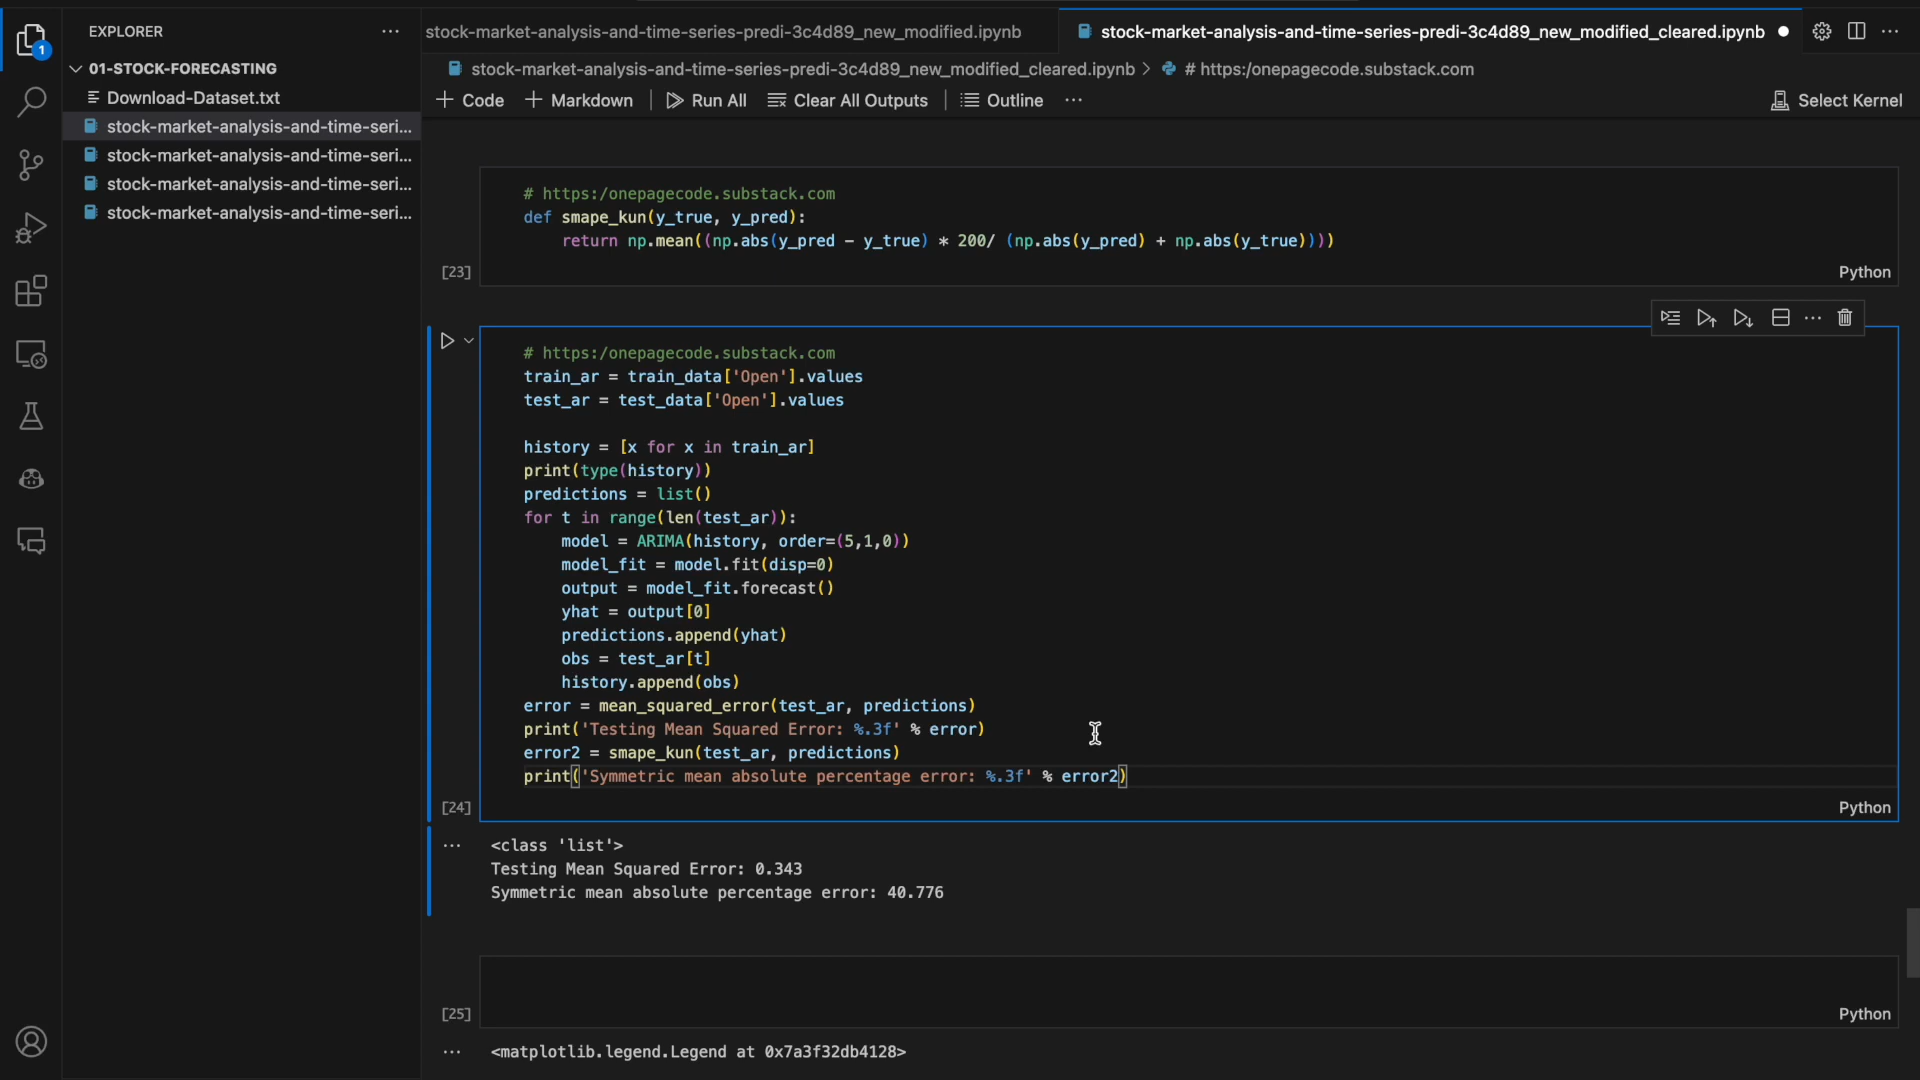 EXPLORER
01-STOCK-FORECASTING
Download-Dataset.txt
stock-market-analysis-and-time-seri...
stock-market-analysis-and-time-seri...
stock-market-analysis-and-time-seri...
stock-market-analysis-and-time-seri...
1
stock-market-analysis-and-time-series-predi-3c4d89_new_modified.ipynb
stock-market-analysis-and-time-series-predi-3c4d89_new_modified_cleared.ipynb
stock-market-analysis-and-time-series-predi-3c4d89_new_modified_cleared.ipynb > # https:/onepagecode.substack.com
+ Code + Markdown Run All Clear All Outputs Outline ... Select Kernel
# https:/onepagecode.substack.com
def smape_kun(y_true, y_pred):
    return np.mean((np.abs(y_pred - y_true) * 200/ (np.abs(y_pred) + np.abs(y_true))))
[23] Python
# https:/onepagecode.substack.com
train_ar = train_data['Open'].values
test_ar = test_data['Open'].values
history = [x for x in train_ar]
print(type(history))
predictions = list()
for t in range(len(test_ar)):
    model = ARIMA(history, order=(5,1,0))
    model_fit = model.fit(disp=0)
    output = model_fit.forecast()
    yhat = output[0]
    predictions.append(yhat)
    obs = test_ar[t]
    history.append(obs)
error = mean_squared_error(test_ar, predictions)
print('Testing Mean Squared Error: %.3f' % error)
error2 = smape_kun(test_ar, predictions)
print('Symmetric mean absolute percentage error: %.3f' % error2)
[24] Python
... <class 'list'>
Testing Mean Squared Error: 0.343
Symmetric mean absolute percentage error: 40.776
[25] Python
... <matplotlib.legend.Legend at 0x7a3f32db4128>